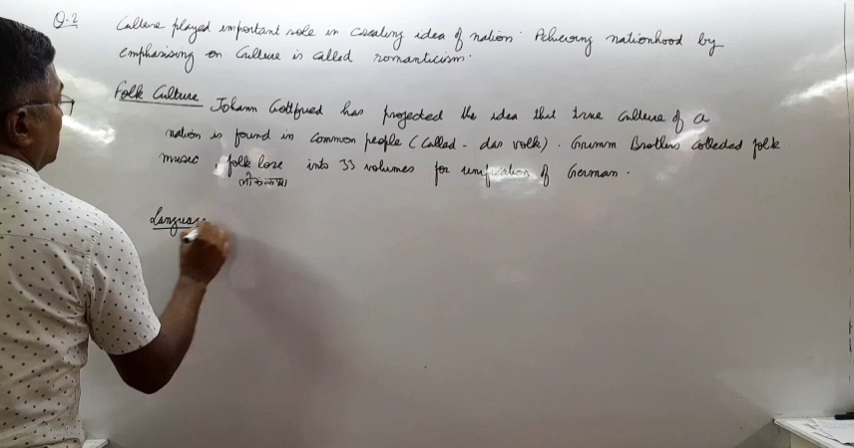 Q-2 Culture played important role in creating idea of nation. Achieving nationhood by
emphasising on Culture is called romanticism.
Folk Culture Johann Gottfried has projected the idea that true Culture of a
nation is found in common people (Called - das volk). Grimm Brothers collected folk
music, folk lore into 33 volumes for unification of German.
लोककथा
Language